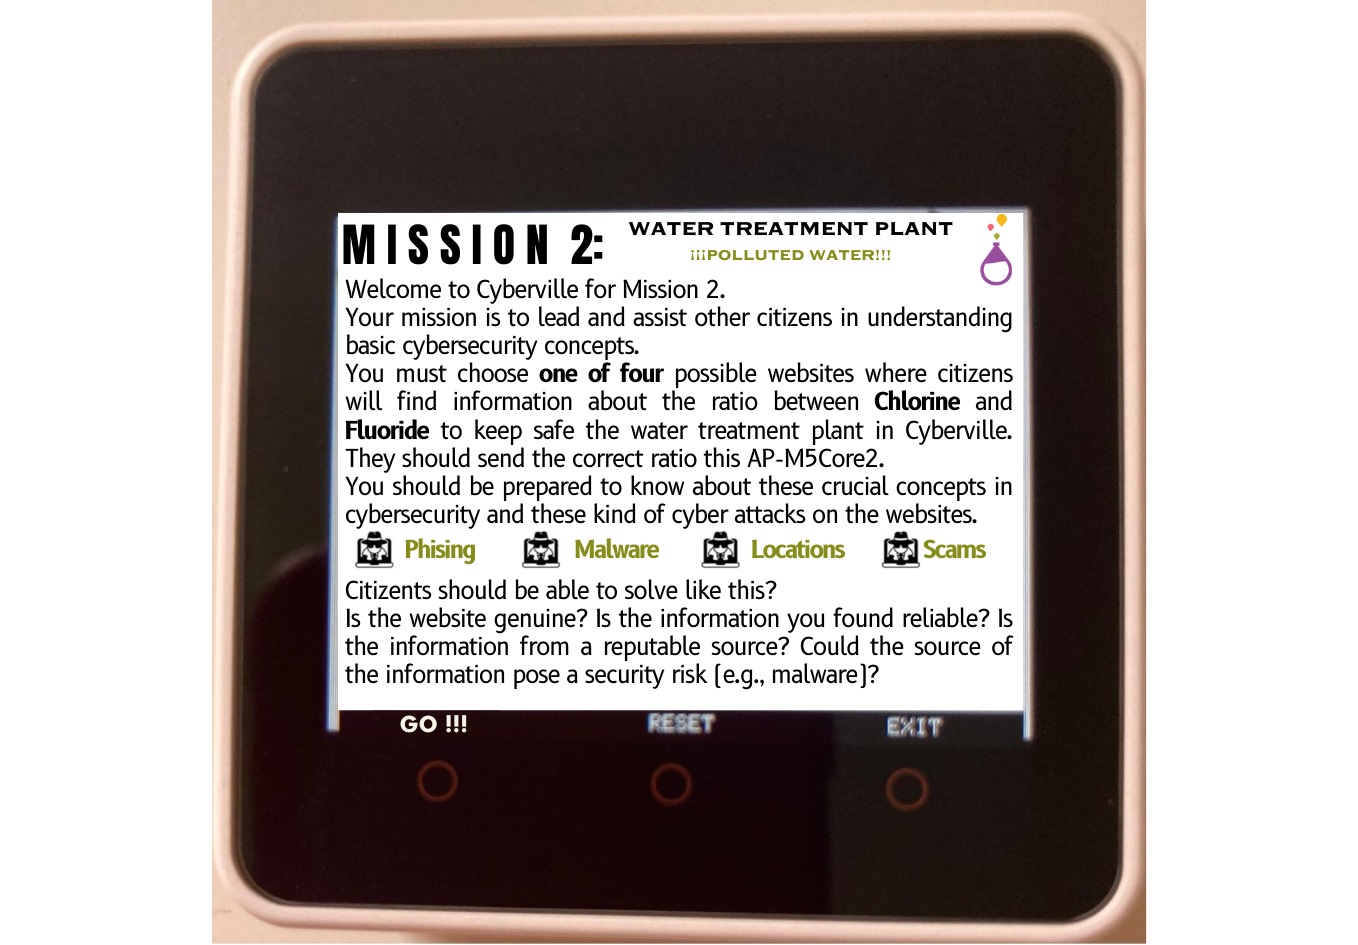 MISSION 2:
WATER TREATMENT PLANT
¡¡¡POLLUTED WATER!!!
Welcome to Cyberville for Mission 2.
Your mission is to lead and assist other citizens in understanding
basic cybersecurity concepts.
You must choose one of four possible websites where citizens
will find information about the ratio between Chlorine and
Fluoride to keep safe the water treatment plant in Cyberville.
They should send the correct ratio this AP-M5Core2.
You should be prepared to know about these crucial concepts in
cybersecurity and these kind of cyber attacks on the websites.
Phising Malware Locations Scams
Citizents should be able to solve like this?
Is the website genuine? Is the information you found reliable? Is
the information from a reputable source? Could the source of
the information pose a security risk (e.g., malware)?
GO !!! RESET EXIT